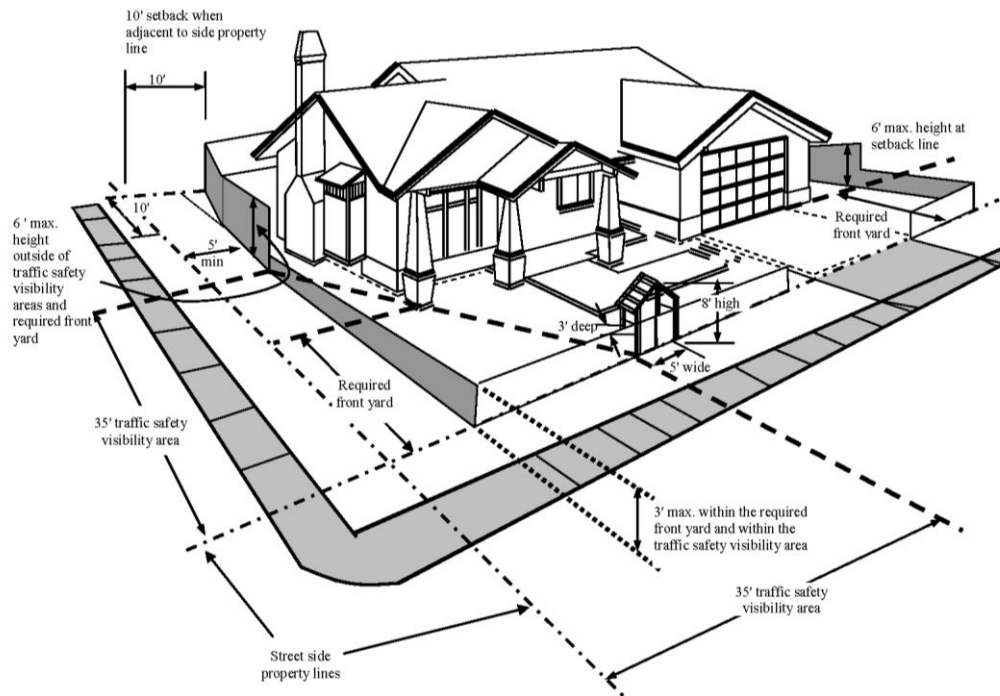 10' setback when
adjacent to side property
line
10'
6' max. height at
setback line
10'
Required
front yard
6 ' max.
height
outside of
traffic safety
visibility
areas and
required front
yard
5'
min
8' high
3' deep
5' wide
Required
front yard
35' traffic safety
visibility area
3' max. within the required
front yard and within the
traffic safety visibility area
35' traffic safety
visibility area
Street side
property lines